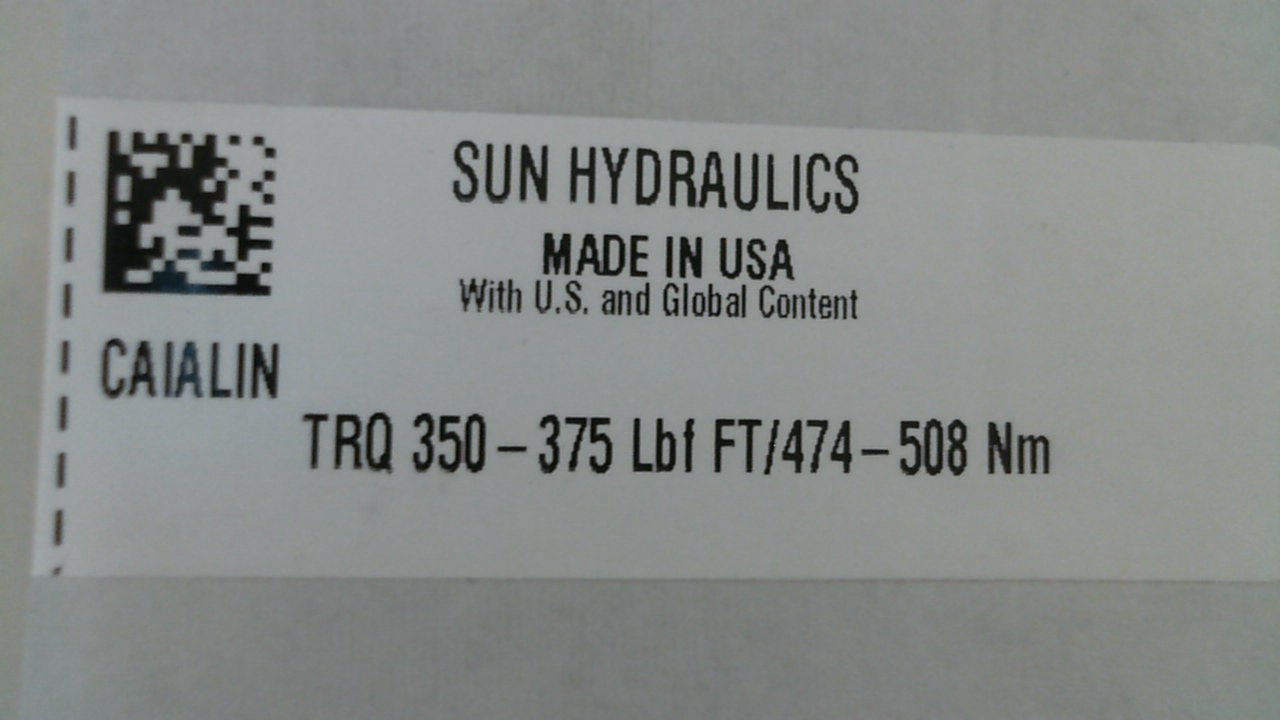 SUN HYDRAULICS
MADE IN USA
With U.S. and Global Content
CAIALIN
TRQ 350-375 Lbf FT/474-508 Nm